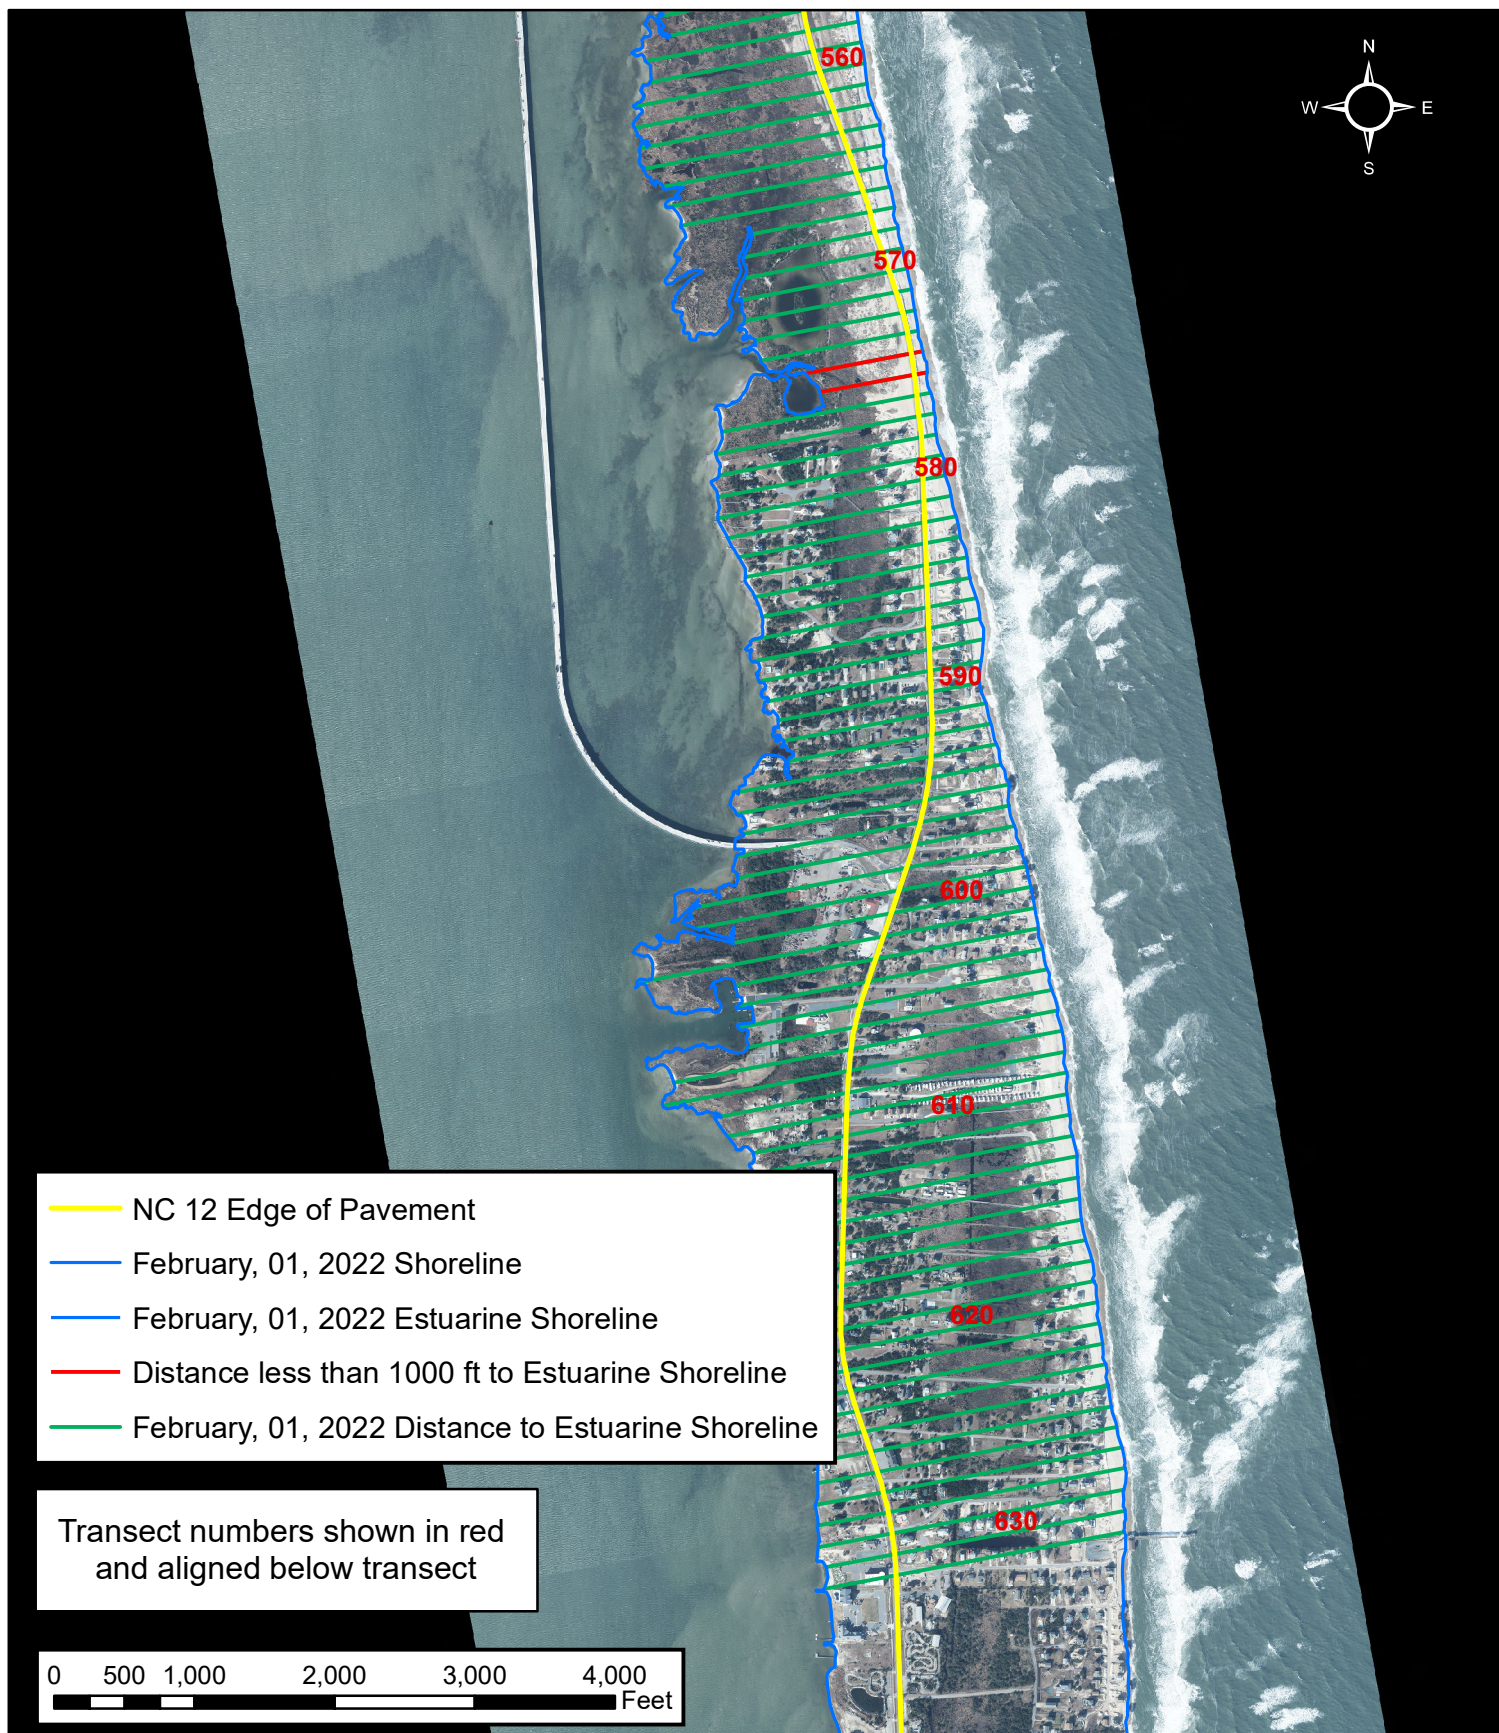 N
W E
S
560
570
580
590
600
610
620
630
NC 12 Edge of Pavement
February, 01, 2022 Shoreline
February, 01, 2022 Estuarine Shoreline
Distance less than 1000 ft to Estuarine Shoreline
February, 01, 2022 Distance to Estuarine Shoreline
Transect numbers shown in red
and aligned below transect
0 500 1,000 2,000 3,000 4,000
Feet